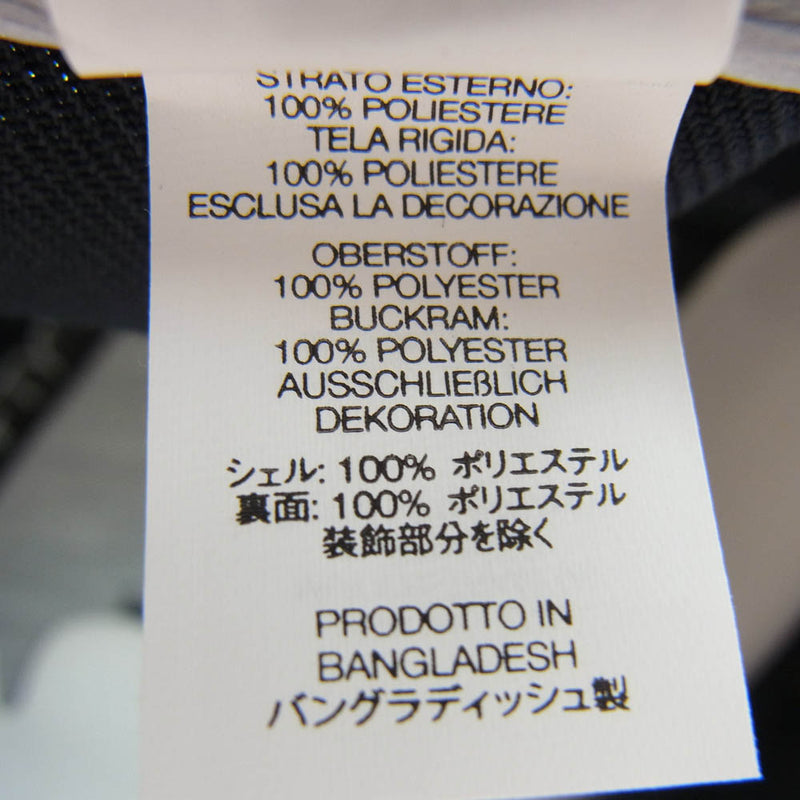 STRATO ESTERNO:
100% POLIESTERE
TELA RIGIDA:
100% POLIESTERE
ESCLUSA LA DECORAZIONE
OBERSTOFF:
100% POLYESTER
BUCKRAM:
100% POLYESTER
AUSSCHLIEßLICH
DEKORATION
シェル: 100% ポリエステル
裏面: 100% ポリエステル
装飾部分を除く
PRODOTTO IN
BANGLADESH
バングラディッシュ製